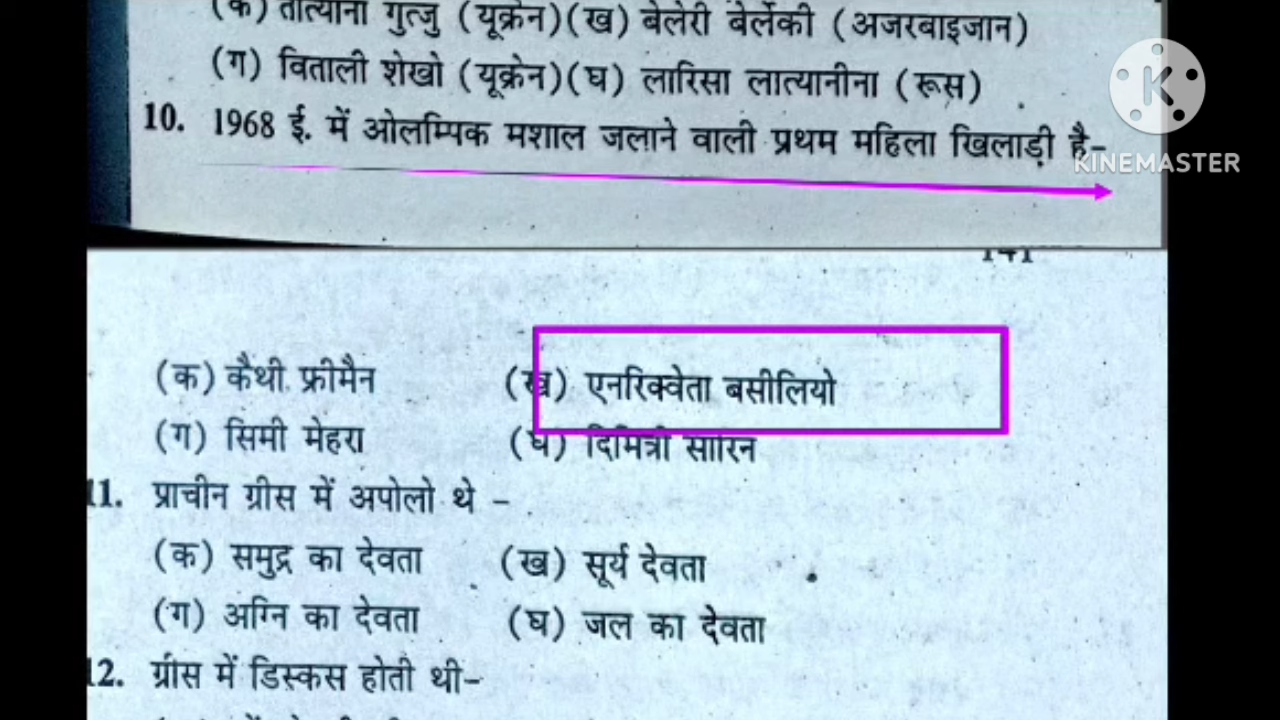 (क) तात्याना गुत्जु (यूक्रेन) (ख) बेलेरी बेर्लेकी (अजरबाइजान)
(ग) विताली शेखो (यूक्रेन) (घ) लारिसा लात्यानीना (रूस)
10. 1968 ई. में ओलम्पिक मशाल जलाने वाली प्रथम महिला खिलाड़ी है-
KINEMASTER
141
(क) कैथी फ्रीमैन (ख) एनरिक्वेता बसीलियो
(ग) सिमी मेहरा (घ) दिमित्री सारिन
11. प्राचीन ग्रीस में अपोलो थे -
(क) समुद्र का देवता (ख) सूर्य देवता
(ग) अग्नि का देवता (घ) जल का देवता
12. ग्रीस में डिस्कस होती थी-